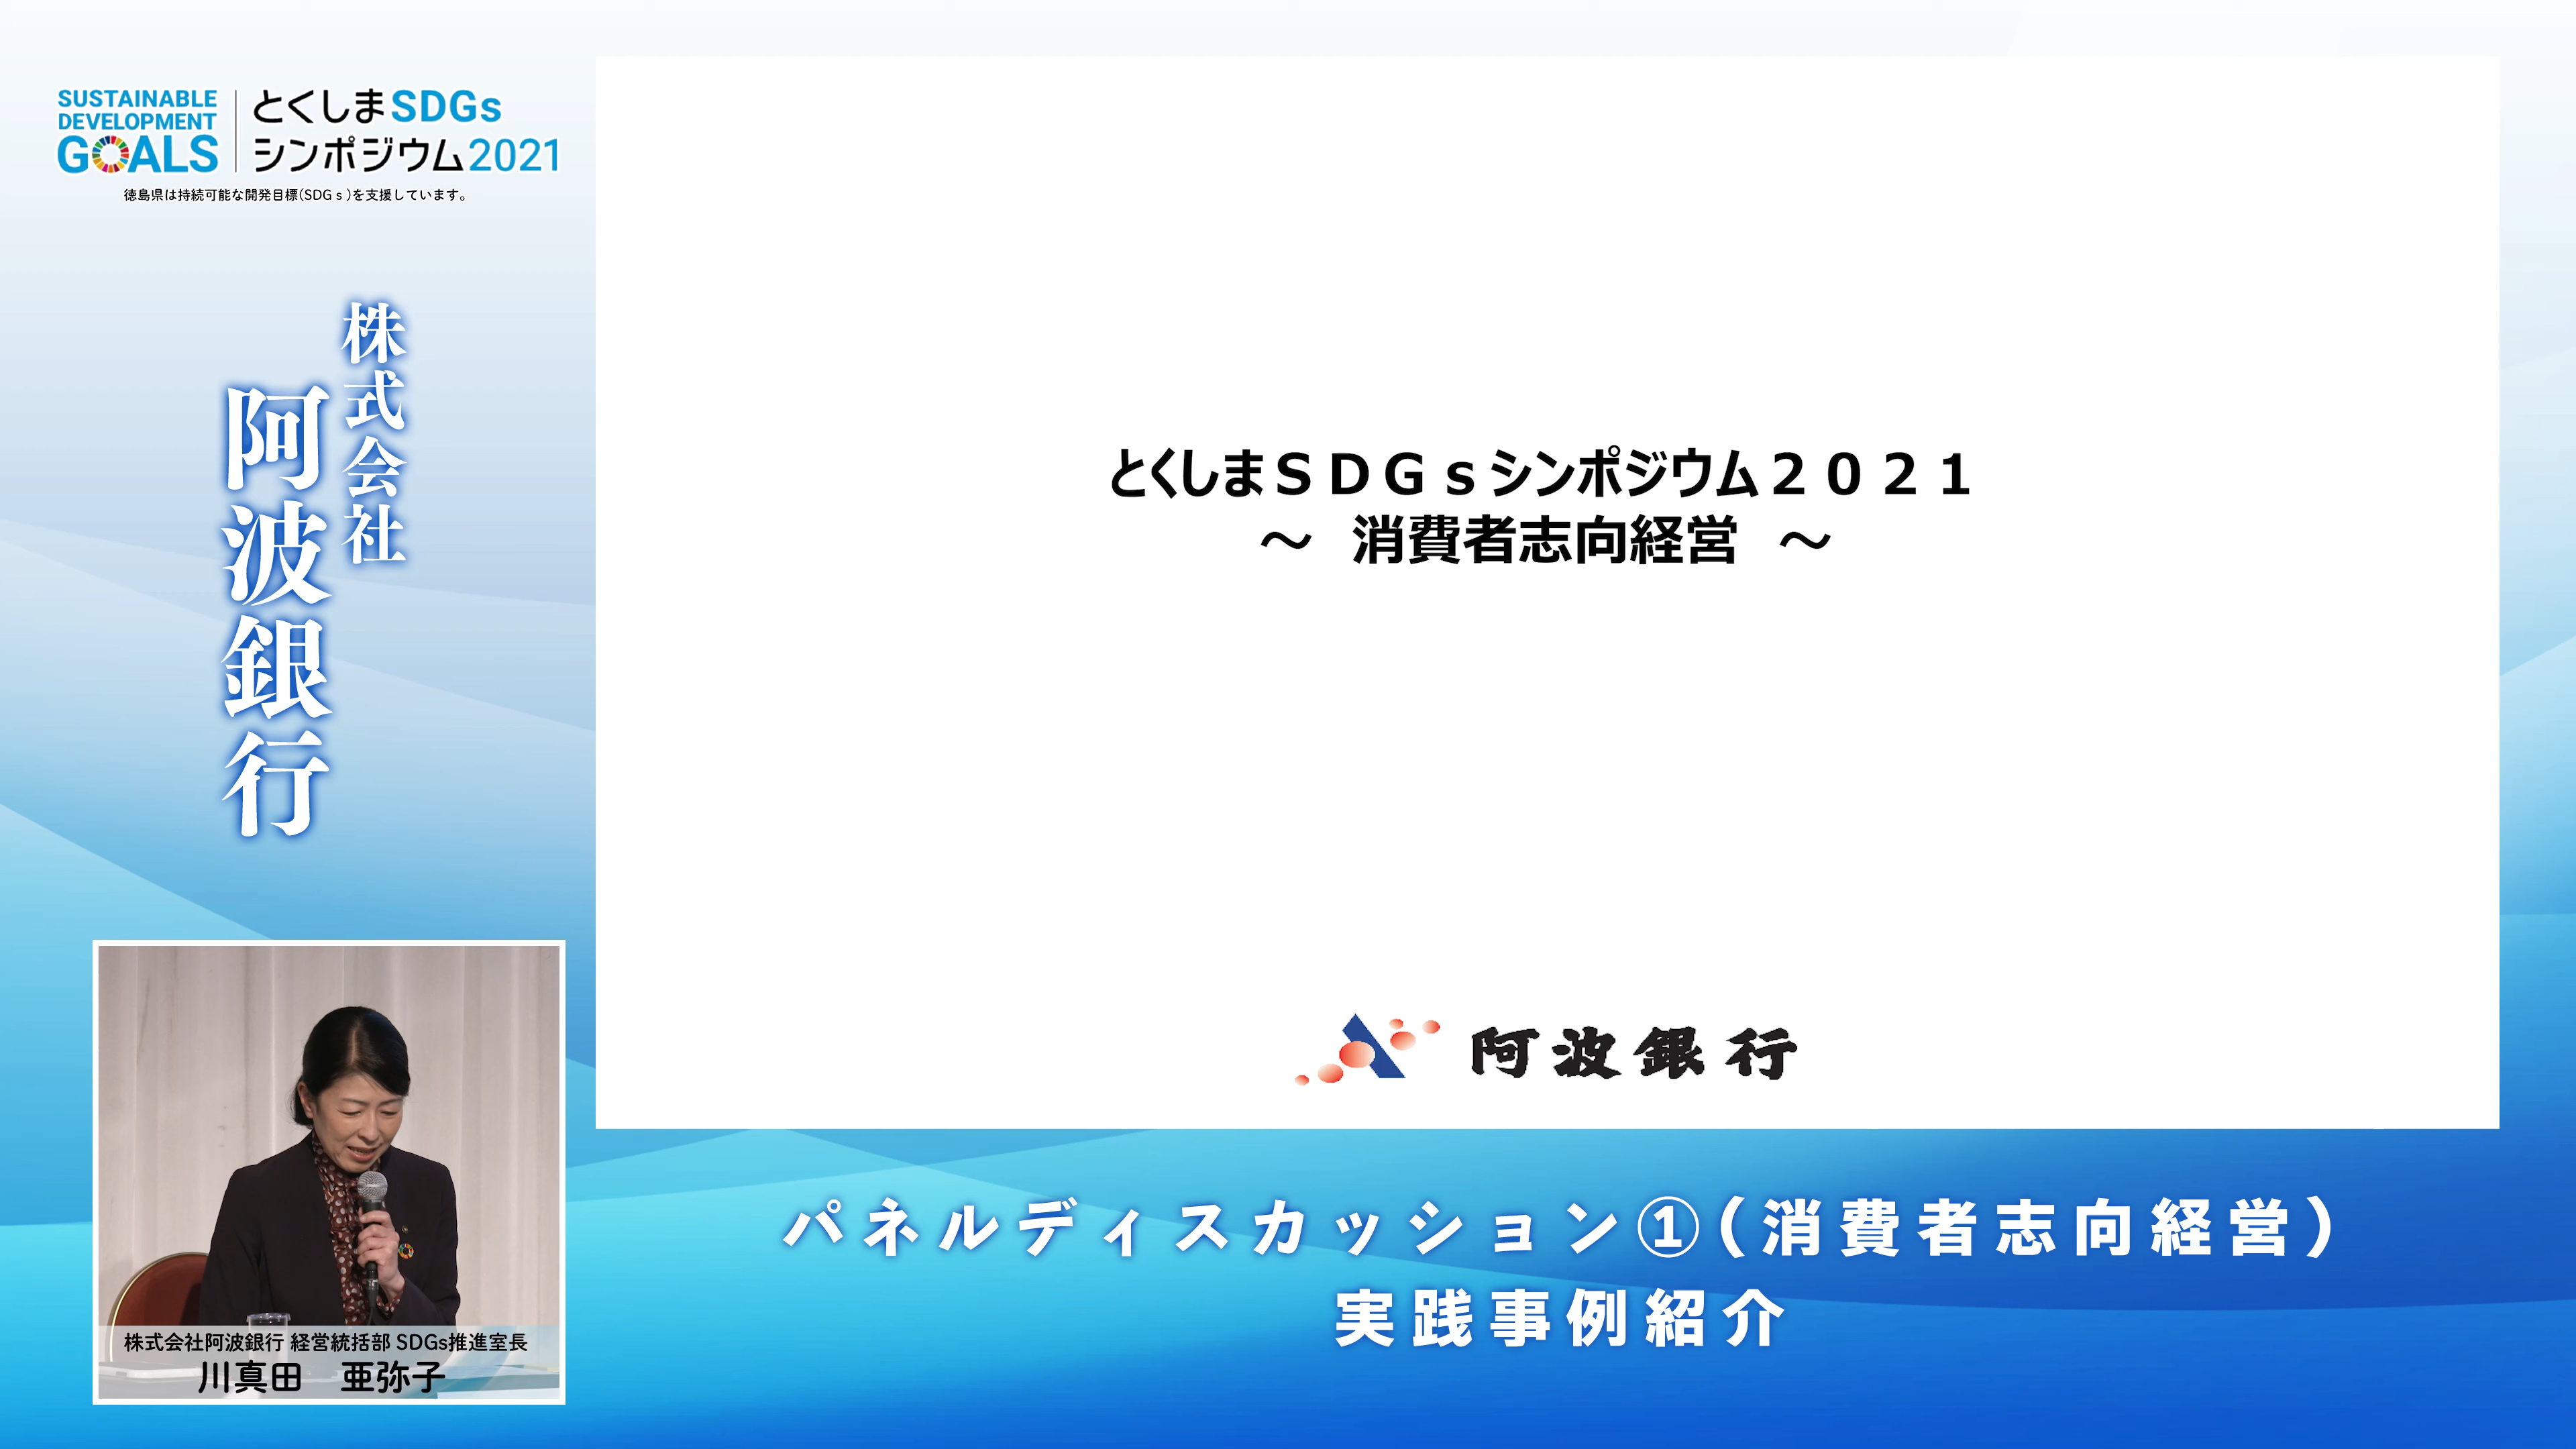 SUSTAINABLE
DEVELOPMENT
GOALS
とくしまSDGs
シンポジウム2021
徳島県は持続可能な開発目標(SDGｓ)を支援しています。
株式会社
阿波銀行
とくしまＳＤＧｓシンポジウム２０２１
～ 消費者志向経営 ～
阿波銀行
パネルディスカッション①(消費者志向経営)
実践事例紹介
株式会社阿波銀行 経営統括部 SDGs推進室長
川真田　亜弥子